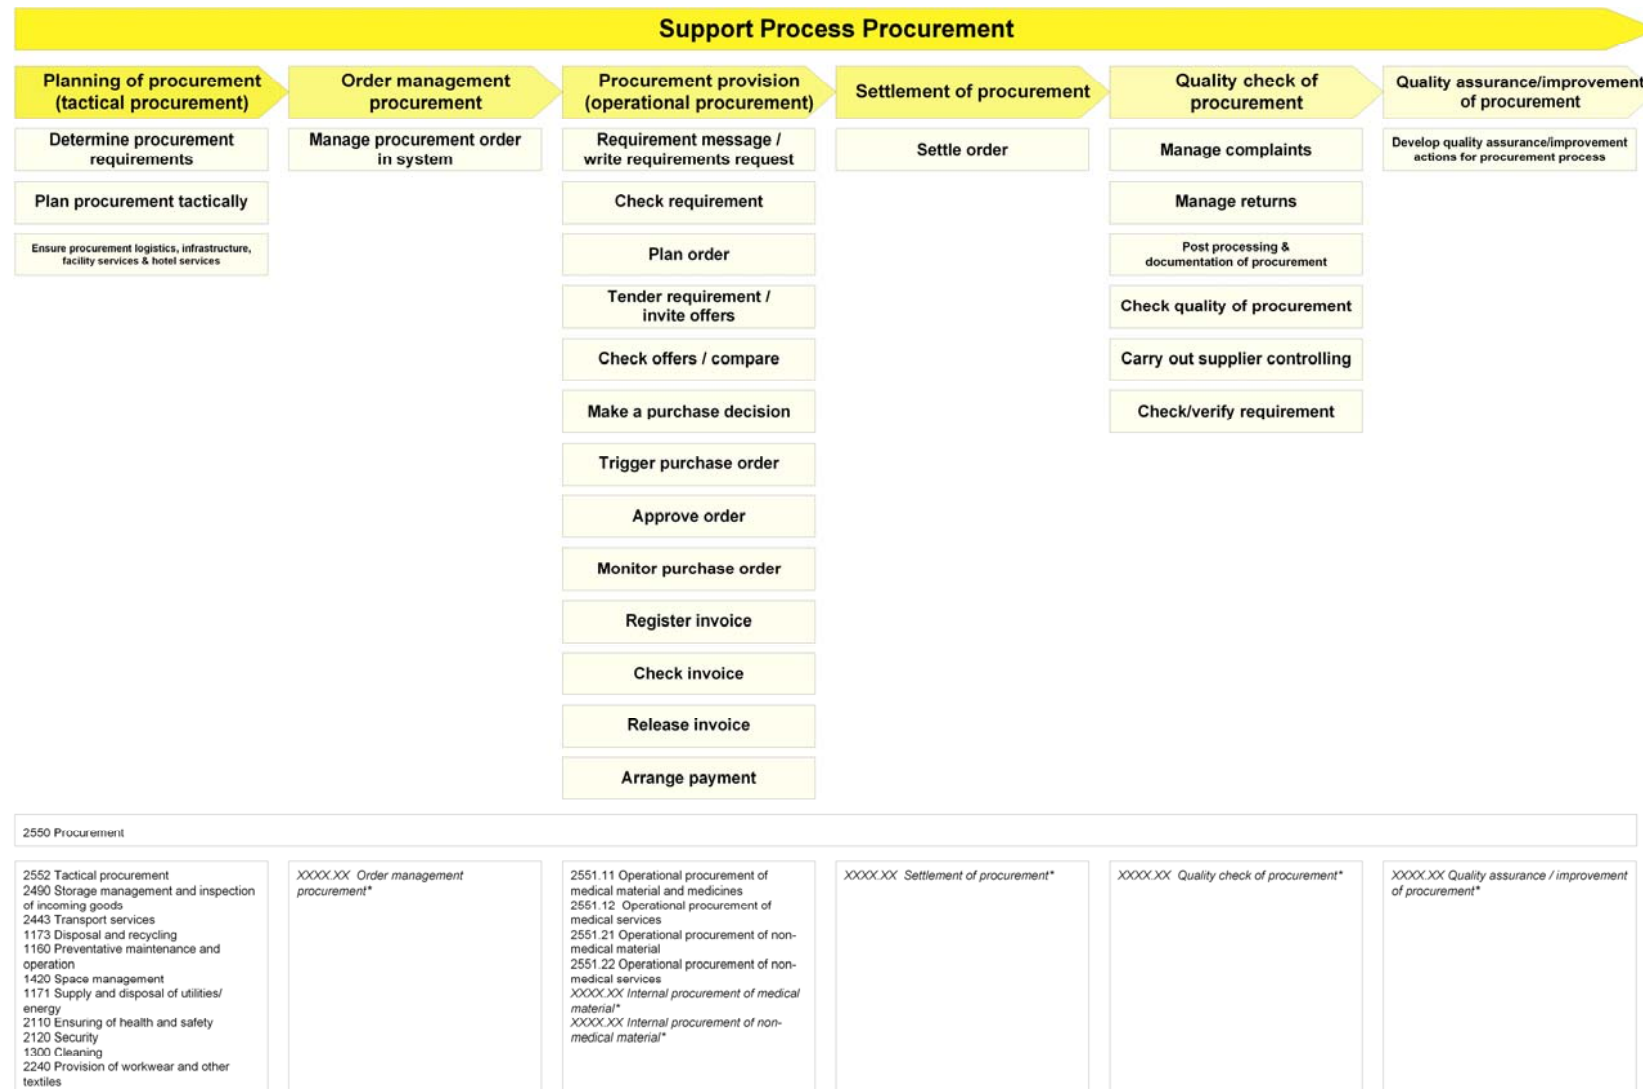 Support Process Procurement
Planning of procurement
(tactical procurement)
Order management
procurement
Procurement provision
(operational procurement)
Settlement of procurement
Quality check of
procurement
Quality assurance/improvement
of procurement
Determine procurement
requirements
Plan procurement tactically
Ensure procurement logistics, infrastructure,
facility services & hotel services
Manage procurement order
in system
Requirement message /
write requirements request
Check requirement
Plan order
Tender requirement /
invite offers
Check offers / compare
Make a purchase decision
Trigger purchase order
Approve order
Monitor purchase order
Register invoice
Check invoice
Release invoice
Arrange payment
Settle order
Manage complaints
Manage returns
Post processing &
documentation of procurement
Check quality of procurement
Carry out supplier controlling
Check/verify requirement
Develop quality assurance/improvement
actions for procurement process
2550 Procurement
2552 Tactical procurement
2490 Storage management and inspection
of incoming goods
2443 Transport services
1173 Disposal and recycling
1160 Preventative maintenance and
operation
1420 Space management
1171 Supply and disposal of utilities/
energy
2110 Ensuring of health and safety
2120 Security
1300 Cleaning
2240 Provision of workwear and other
textiles
XXXX.XX Order management
procurement*
2551.11 Operational procurement of
medical material and medicines
2551.12 Operational procurement of
medical services
2551.21 Operational procurement of non-
medical material
2551.22 Operational procurement of non-
medical services
XXXX.XX Internal procurement of medical
material*
XXXX.XX Internal procurement of non-
medical material*
XXXX.XX Settlement of procurement*
XXXX.XX Quality check of procurement*
XXXX.XX Quality assurance / improvement
of procurement*